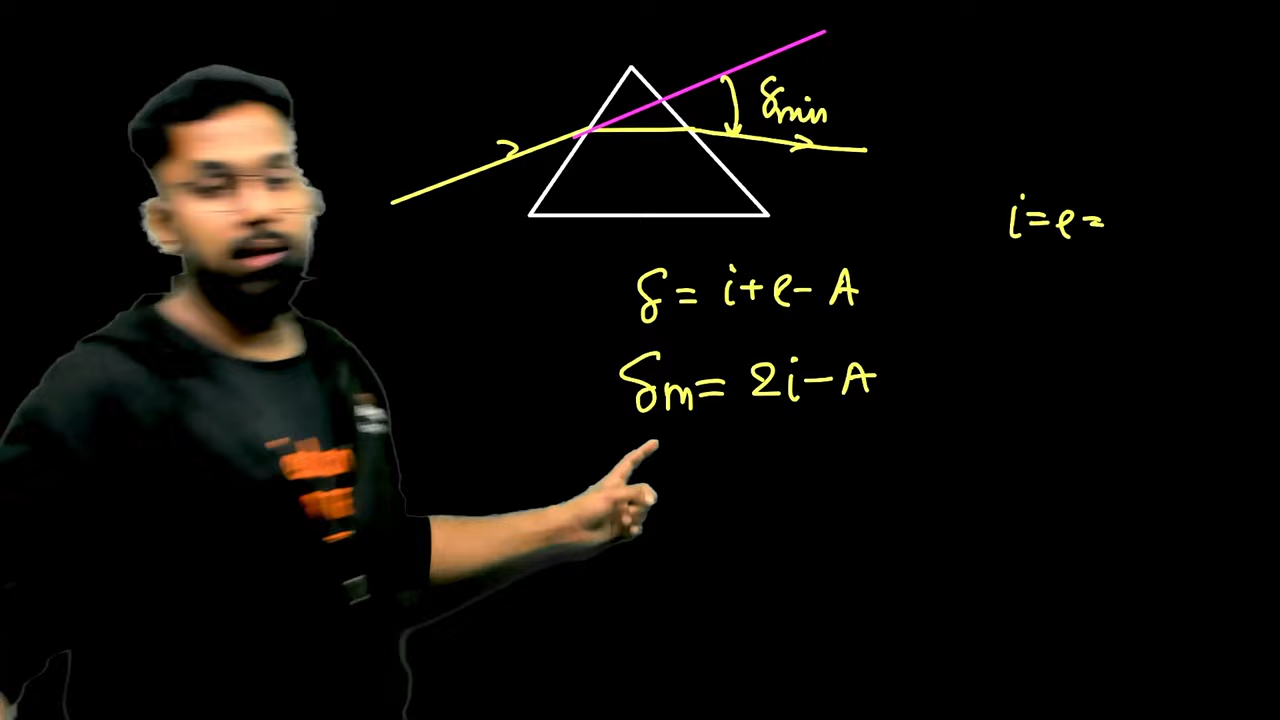 δmin
i=e=
δ = i+e-A
δm= 2i-A